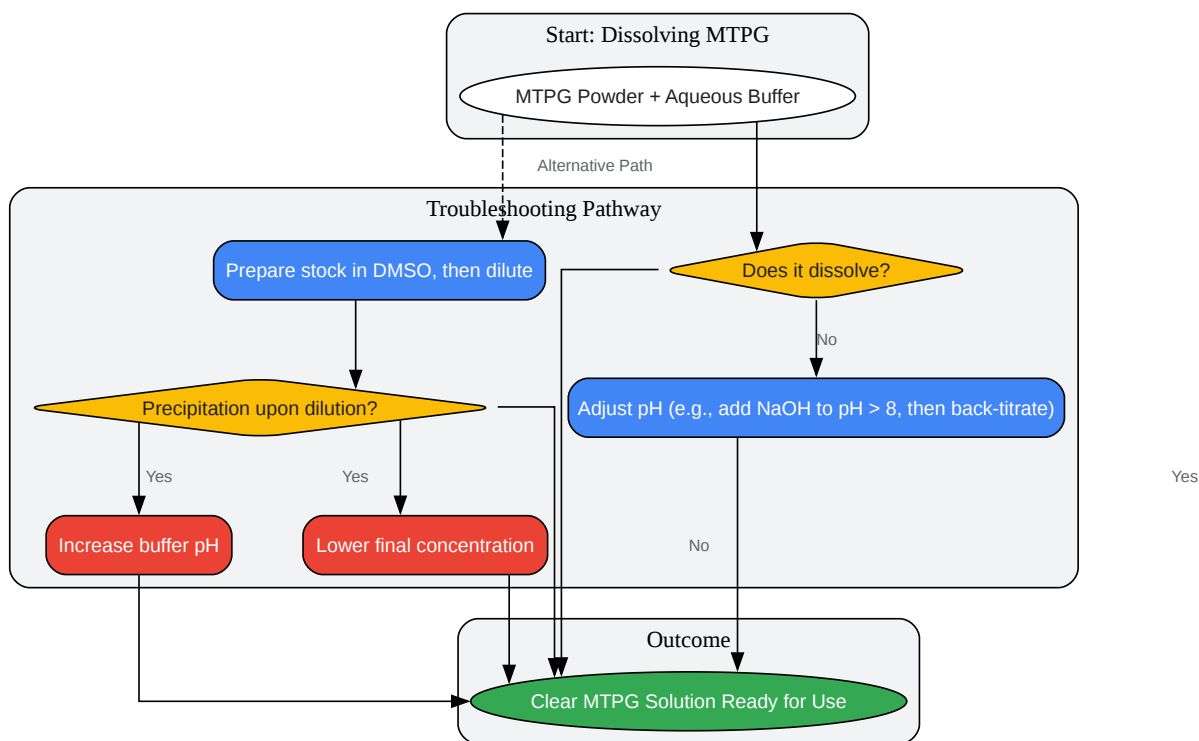 Start: Dissolving MTPG
MTPG Powder + Aqueous Buffer
Alternative Path
Troubleshooting Pathway
Prepare stock in DMSO, then dilute
Does it dissolve?
No
Precipitation upon dilution?
Adjust pH (e.g., add NaOH to pH > 8, then back-titrate)
Yes
Yes
Yes
Increase buffer pH
Lower final concentration
No
Outcome
Clear MTPG Solution Ready for Use